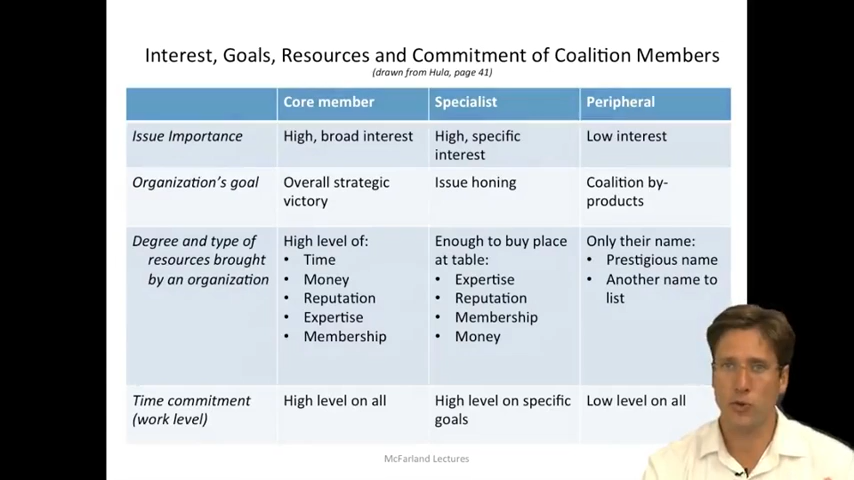 Interest, Goals, Resources and Commitment of Coalition Members
(drawn from Hula, page 41)
Core member
Specialist
Peripheral
Issue Importance
High, broad interest
High, specific
interest
Low interest
Organization's goal
Overall strategic
victory
Issue honing
Coalition by-
products
Degree and type of
resources brought
by an organization
High level of:
• Time
• Money
• Reputation
• Expertise
• Membership
Enough to buy place
at table:
• Expertise
• Reputation
• Membership
• Money
Only their name:
• Prestigious name
• Another name to
list
Time commitment
(work level)
High level on all
High level on specific
goals
Low level on all
McFarland Lectures